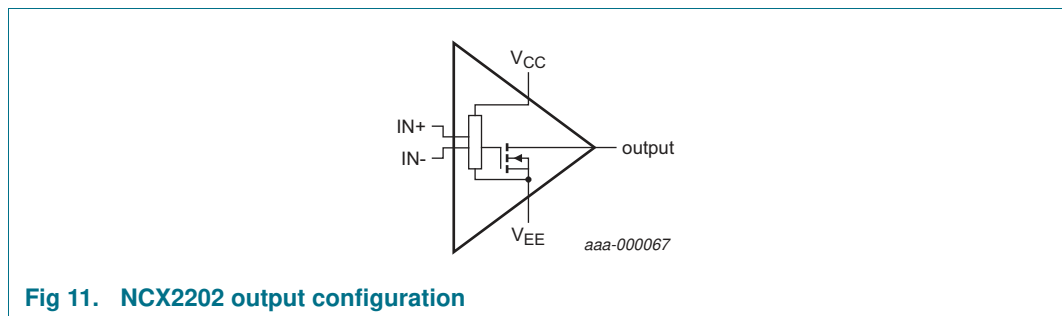 VCC
IN+
IN-
output
VEE
aaa-000067
Fig 11. NCX2202 output configuration